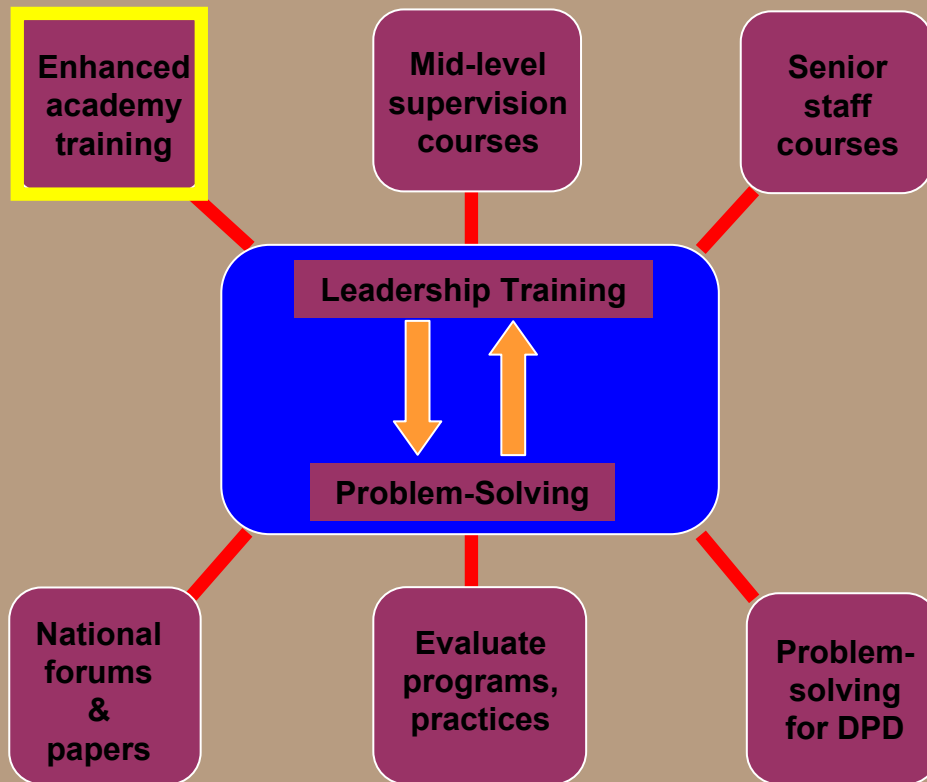 Enhanced
academy
training
Mid-level
supervision
courses
Senior
staff
courses
Leadership Training
Problem-Solving
National
forums
&
papers
Evaluate
programs,
practices
Problem-
solving
for DPD